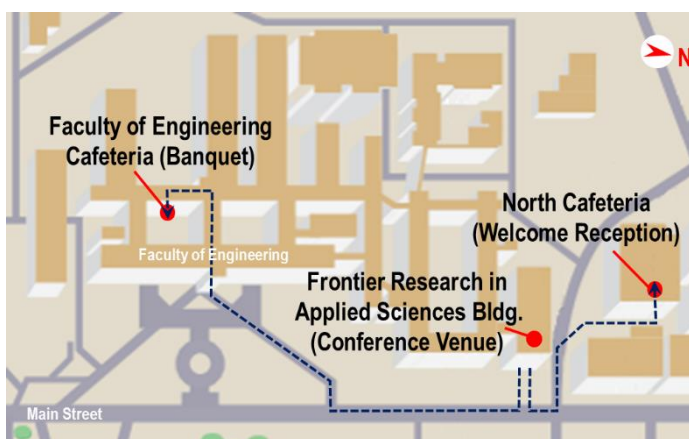 N
Faculty of Engineering
Cafeteria (Banquet)
North Cafeteria
(Welcome Reception)
Faculty of Engineering
Frontier Research in
Applied Sciences Bldg.
(Conference Venue)
Main Street